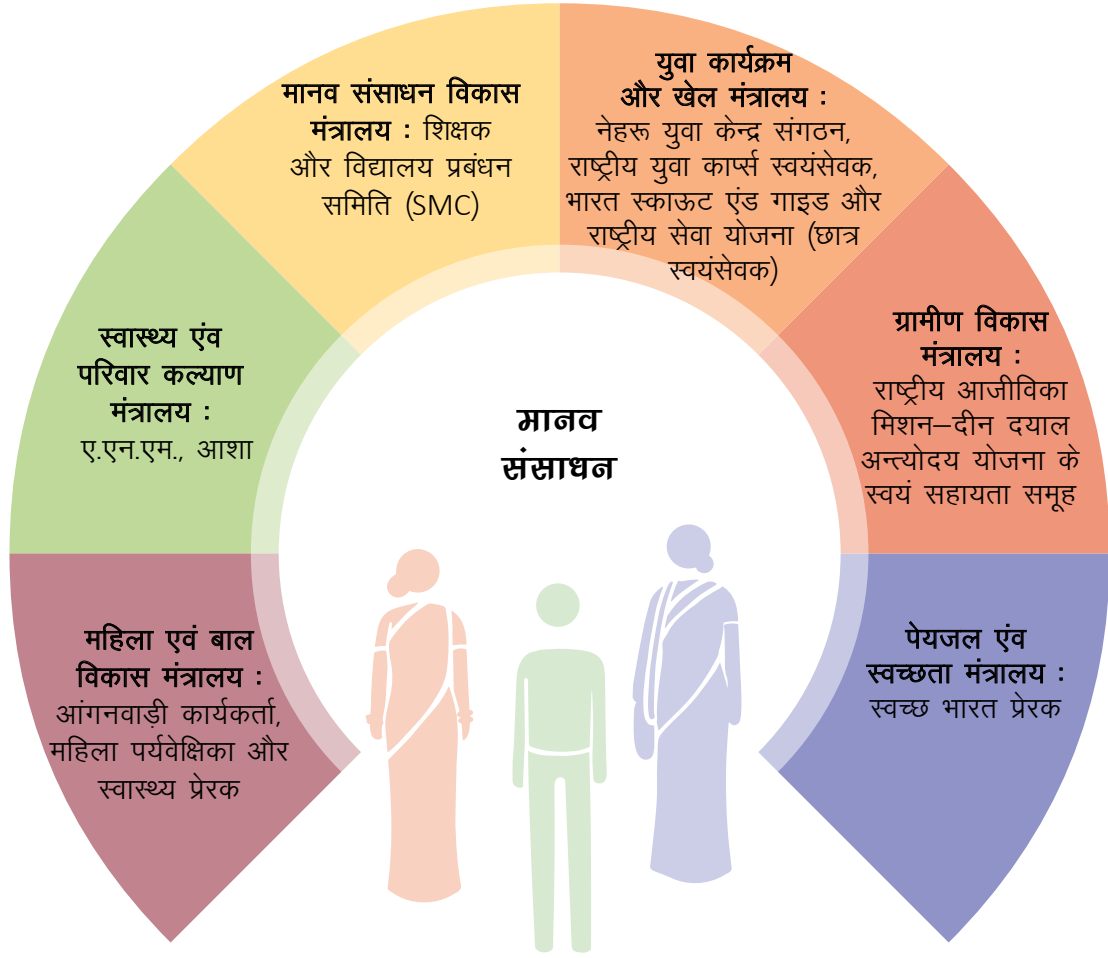 महिला एवं बाल
विकास मंत्रालय :
आंगनवाड़ी कार्यकर्ता,
महिला पर्यवेक्षिका और
स्वास्थ्य प्रेरक
स्वास्थ्य एंव
परिवार कल्याण
मंत्रालय :
ए.एन.एम., आशा
मानव संसाधन विकास
मंत्रालय : शिक्षक
और विद्यालय प्रबंधन
समिति (SMC)
युवा कार्यक्रम
और खेल मंत्रालय :
नेहरू युवा केन्द्र संगठन,
राष्ट्रीय युवा कार्प्स स्वयंसेवक,
भारत स्काऊट एंड गाइड और
राष्ट्रीय सेवा योजना (छात्र
स्वयंसेवक)
ग्रामीण विकास
मंत्रालय :
राष्ट्रीय आजीविका
मिशन–दीन दयाल
अन्त्योदय योजना के
स्वयं सहायता समूह
पेयजल एंव
स्वच्छता मंत्रालय :
स्वच्छ भारत प्रेरक
मानव
संसाधन